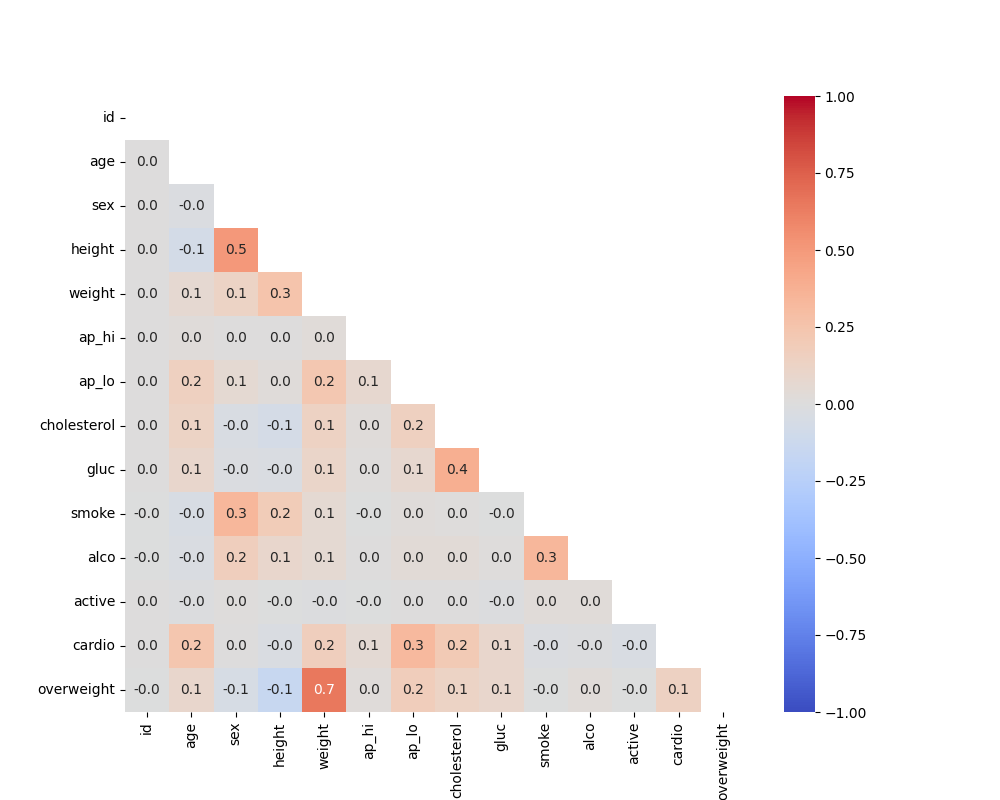 1.00
id
age 0.0
0.75
sex 0.0 -0.0
height 0.0 -0.1 0.5
0.50
weight 0.0 0.1 0.1 0.3
0.25
ap_hi 0.0 0.0 0.0 0.0 0.0
ap_lo 0.0 0.2 0.1 0.0 0.2 0.1
0.00
cholesterol 0.0 0.1 -0.0 -0.1 0.1 0.0 0.2
gluc 0.0 0.1 -0.0 -0.0 0.1 0.0 0.1 0.4
−0.25
smoke -0.0 -0.0 0.3 0.2 0.1 -0.0 0.0 0.0 -0.0
alco -0.0 -0.0 0.2 0.1 0.1 0.0 0.0 0.0 0.0 0.3
−0.50
active 0.0 -0.0 0.0 -0.0 -0.0 -0.0 0.0 0.0 -0.0 0.0 0.0
−0.75
cardio 0.0 0.2 0.0 -0.0 0.2 0.1 0.3 0.2 0.1 -0.0 -0.0 -0.0
overweight -0.0 0.1 -0.1 -0.1 0.7 0.0 0.2 0.1 0.1 -0.0 0.0 -0.0 0.1
−1.00
id age sex height weight ap_hi ap_lo cholesterol gluc smoke alco active cardio overweight